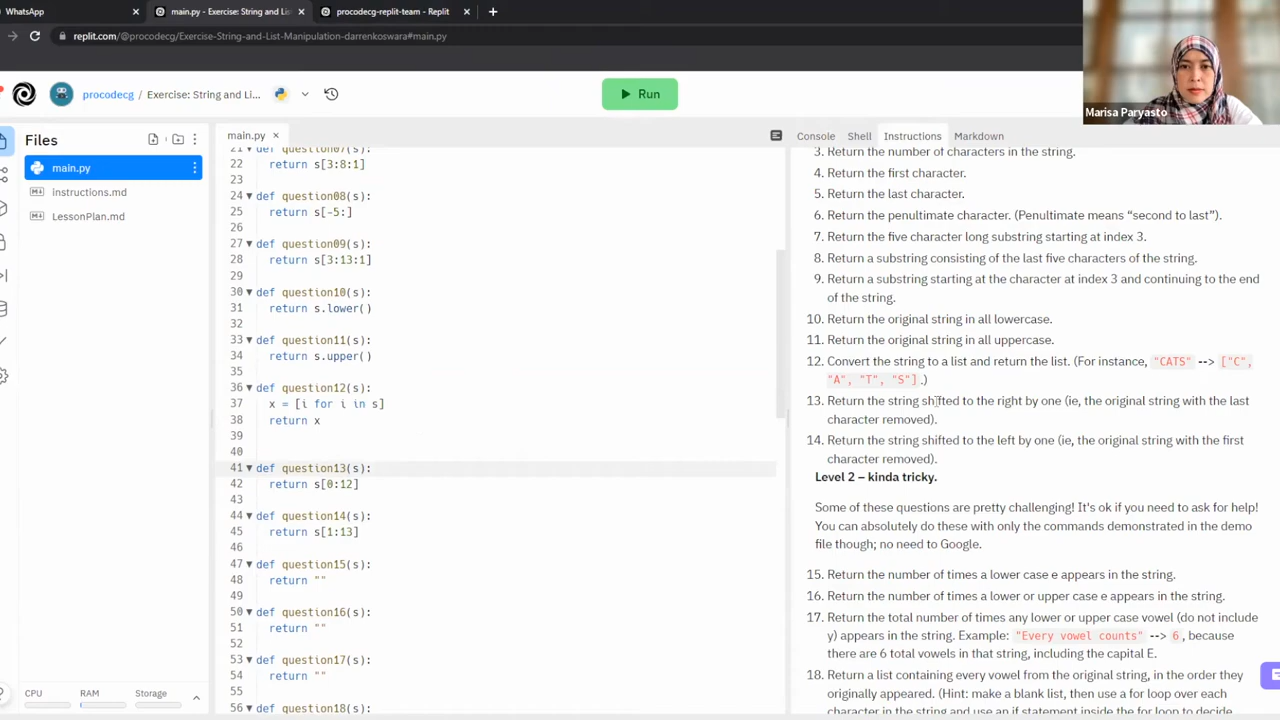 WhatsApp
main.py - Exercise: String and Lis
procodecg-replit-team - Replit
replit.com/@procodecg/Exercise-String-and-List-Manipulation-darrenkoswara#main.py
procodecg / Exercise: String and Li...
Run
Marisa Paryasto
Files
main.py
instructions.md
LessonPlan.md
CPU
RAM
Storage
main.py
21 def question07(s):
22 return s[3:8:1]
23
24 def question08(s):
25 return s[-5:]
26
27 def question09(s):
28 return s[3:13:1]
29
30 def question10(s):
31 return s.lower()
32
33 def question11(s):
34 return s.upper()
35
36 def question12(s):
37 x = [i for i in s]
38 return x
39
40
41 def question13(s):
42 return s[0:12]
43
44 def question14(s):
45 return s[1:13]
46
47 def question15(s):
48 return ""
49
50 def question16(s):
51 return ""
52
53 def question17(s):
54 return ""
55
56 def question18(s):
Console
Shell
Instructions
Markdown
3. Return the number of characters in the string.
4. Return the first character.
5. Return the last character.
6. Return the penultimate character. (Penultimate means “second to last”).
7. Return the five character long substring starting at index 3.
8. Return a substring consisting of the last five characters of the string.
9. Return a substring starting at the character at index 3 and continuing to the end
of the string.
10. Return the original string in all lowercase.
11. Return the original string in all uppercase.
12. Convert the string to a list and return the list. (For instance, "CATS" --> ["C",
"A", "T", "S"] .)
13. Return the string shifted to the right by one (ie, the original string with the last
character removed).
14. Return the string shifted to the left by one (ie, the original string with the first
character removed).
Level 2 – kinda tricky.
Some of these questions are pretty challenging! It's ok if you need to ask for help!
You can absolutely do these with only the commands demonstrated in the demo
file though; no need to Google.
15. Return the number of times a lower case e appears in the string.
16. Return the number of times a lower or upper case e appears in the string.
17. Return the total number of times any lower or upper case vowel (do not include
y) appears in the string. Example: "Every vowel counts" --> 6 , because
there are 6 total vowels in that string, including the capital E.
18. Return a list containing every vowel from the original string, in the order they
originally appeared. (Hint: make a blank list, then use a for loop over each
character in the string and use an if statement inside the for loop to decide